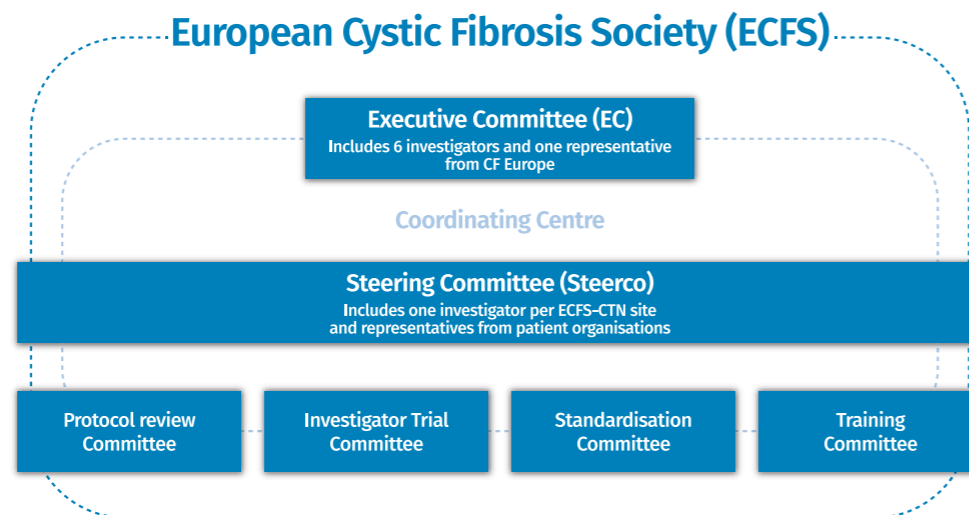 European Cystic Fibrosis Society (ECFS)
Executive Committee (EC)
Includes 6 investigators and one representative
from CF Europe
Coordinating Centre
Steering Committee (Steerco)
Includes one investigator per ECFS-CTN site
and representatives from patient organisations
Protocol review
Committee
Investigator Trial
Committee
Standardisation
Committee
Training
Committee